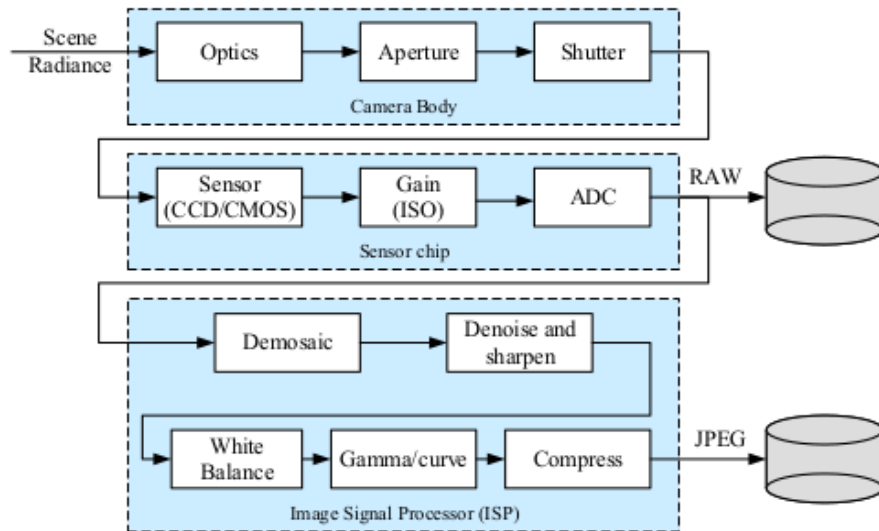 Scene
Radiance
Optics
Aperture
Shutter
Camera Body
Sensor
(CCD/CMOS)
Gain
(ISO)
ADC
RAW
Sensor chip
Demosaic
Denoise and
sharpen
White
Balance
Gamma/curve
Compress
JPEG
Image Signal Processor (ISP)